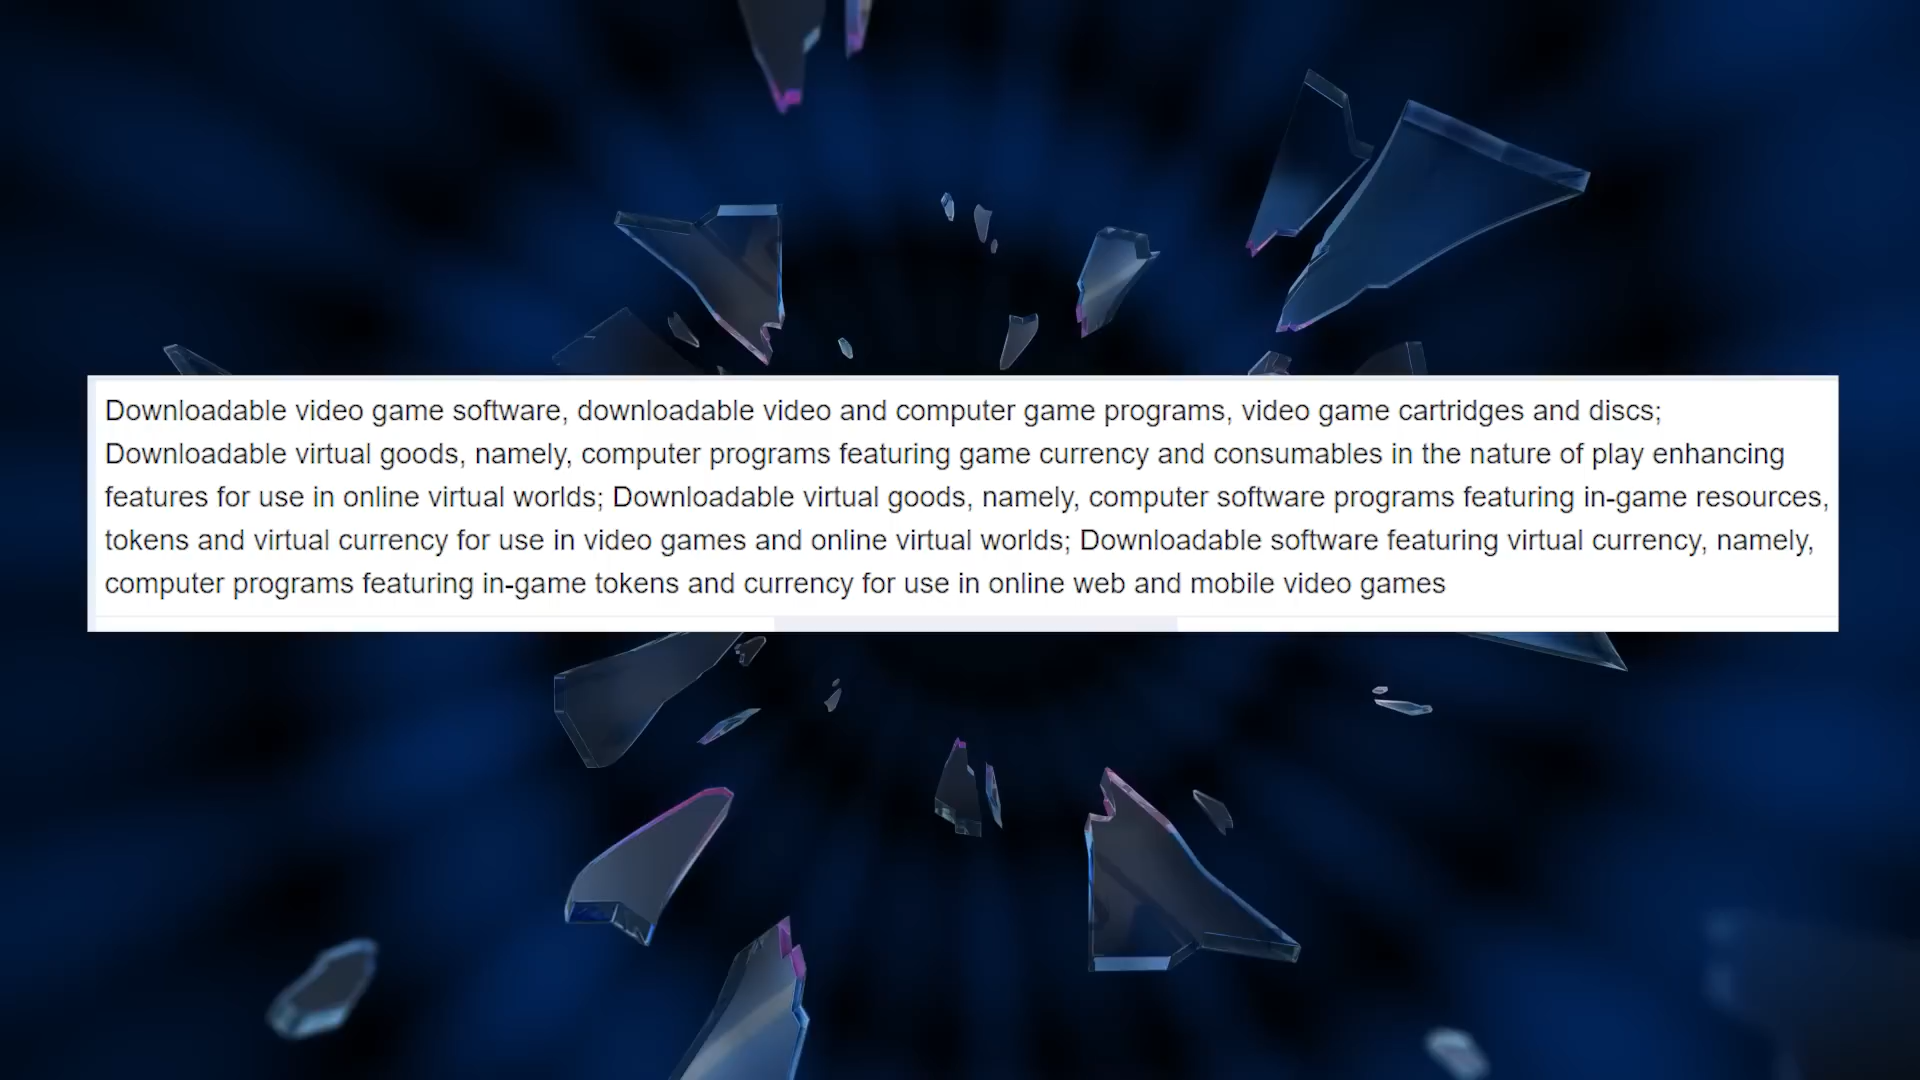 Downloadable video game software, downloadable video and computer game programs, video game cartridges and discs;
Downloadable virtual goods, namely, computer programs featuring game currency and consumables in the nature of play enhancing
features for use in online virtual worlds; Downloadable virtual goods, namely, computer software programs featuring in-game resources,
tokens and virtual currency for use in video games and online virtual worlds; Downloadable software featuring virtual currency, namely,
computer programs featuring in-game tokens and currency for use in online web and mobile video games